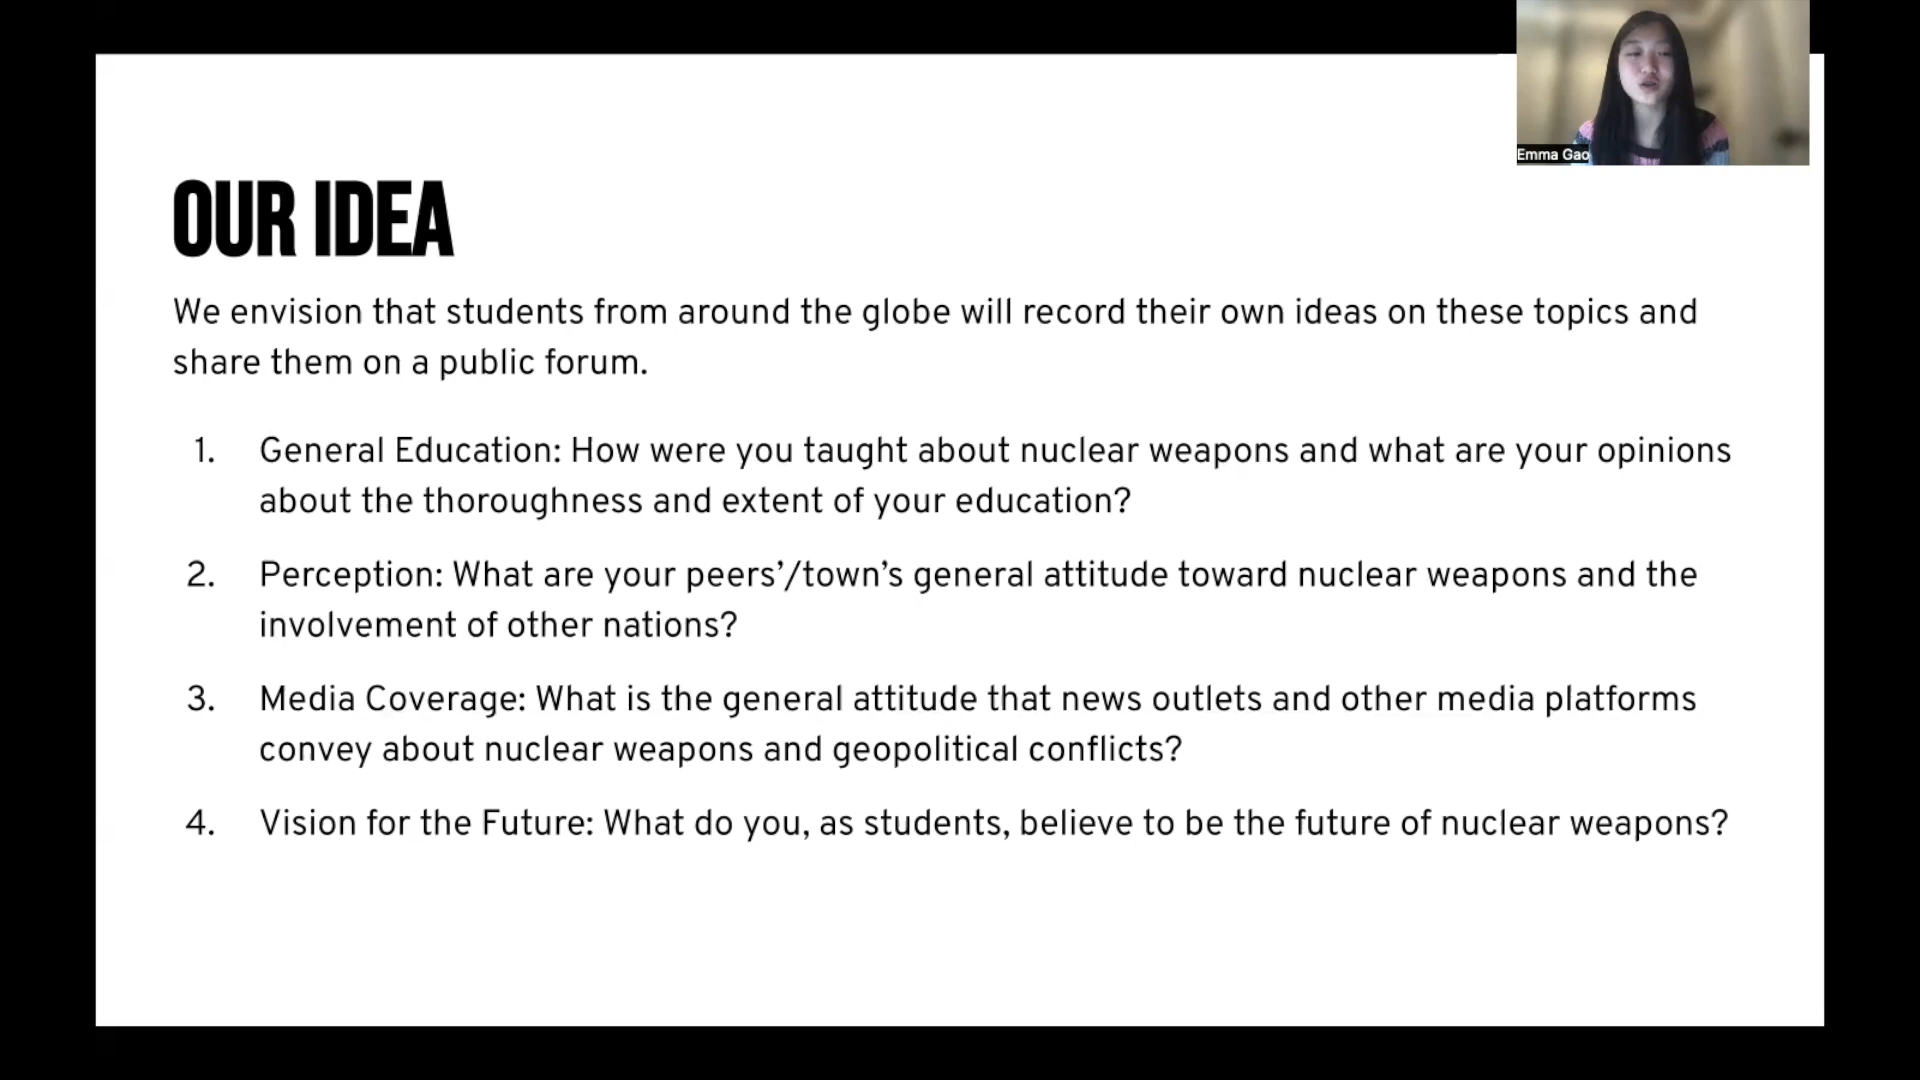 Emma Gao
OUR IDEA
We envision that students from around the globe will record their own ideas on these topics and
share them on a public forum.
1. General Education: How were you taught about nuclear weapons and what are your opinions
about the thoroughness and extent of your education?
2. Perception: What are your peers’/town’s general attitude toward nuclear weapons and the
involvement of other nations?
3. Media Coverage: What is the general attitude that news outlets and other media platforms
convey about nuclear weapons and geopolitical conflicts?
4. Vision for the Future: What do you, as students, believe to be the future of nuclear weapons?